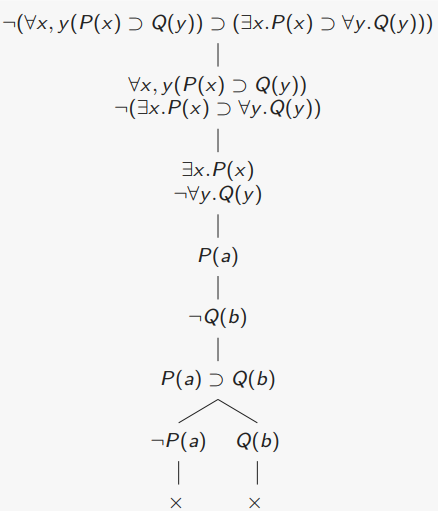 ¬(∀x, y(P(x) ⊃ Q(y)) ⊃ (∃x.P(x) ⊃ ∀y.Q(y)))
∀x, y(P(x) ⊃ Q(y))
¬(∃x.P(x) ⊃ ∀y.Q(y))
∃x.P(x)
¬∀y.Q(y)
P(a)
¬Q(b)
P(a) ⊃ Q(b)
¬P(a) Q(b)
× ×